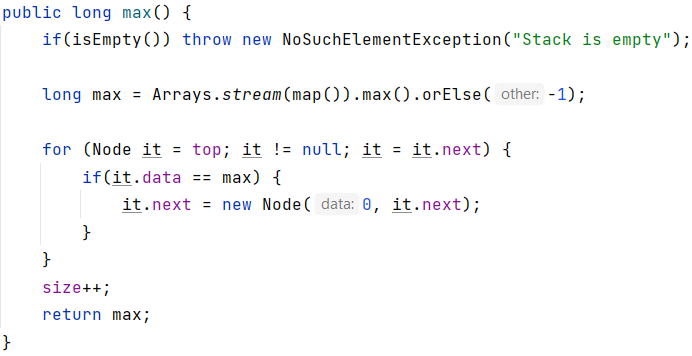 public long max() {
    if(isEmpty()) throw new NoSuchElementException("Stack is empty");

    long max = Arrays.stream(map()).max().orElse( other: -1);

    for (Node it = top; it != null; it = it.next) {
        if(it.data == max) {
            it.next = new Node( data: 0, it.next);
        }
    }
    size++;
    return max;
}